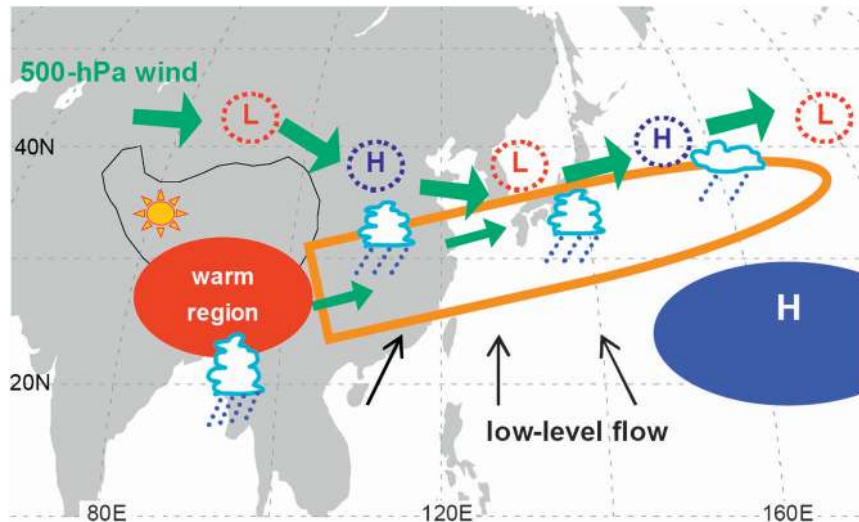 500-hPa wind
L
L
H
L
H
40N
warm
region
H
20N
low-level flow
80E
120E
160E